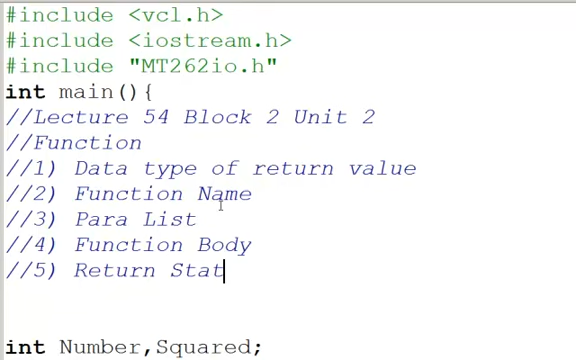 #include <vcl.h>
#include <iostream.h>
#include "MT262io.h"
int main(){
//Lecture 54 Block 2 Unit 2
//Function
//1) Data type of return value
//2) Function Name
//3) Para List
//4) Function Body
//5) Return Stat
int Number,Squared;